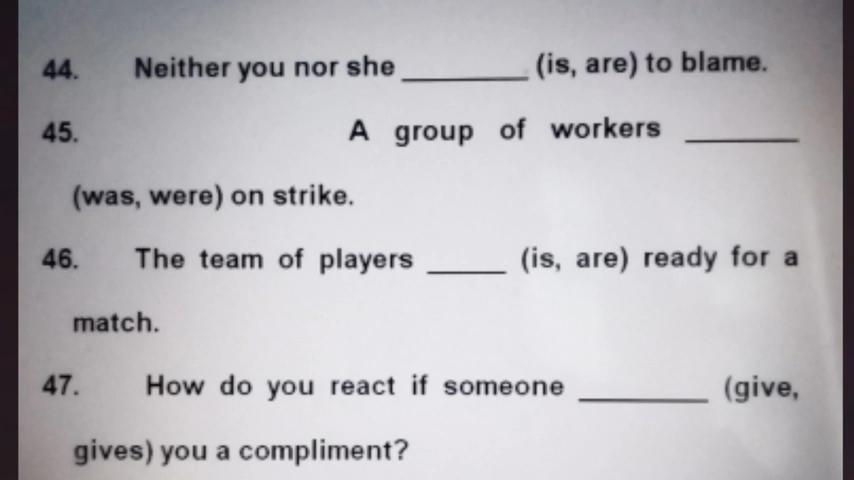 44. Neither you nor she ________ (is, are) to blame.
45. A group of workers ________
(was, were) on strike.
46. The team of players _____ (is, are) ready for a
match.
47. How do you react if someone ________ (give,
gives) you a compliment?